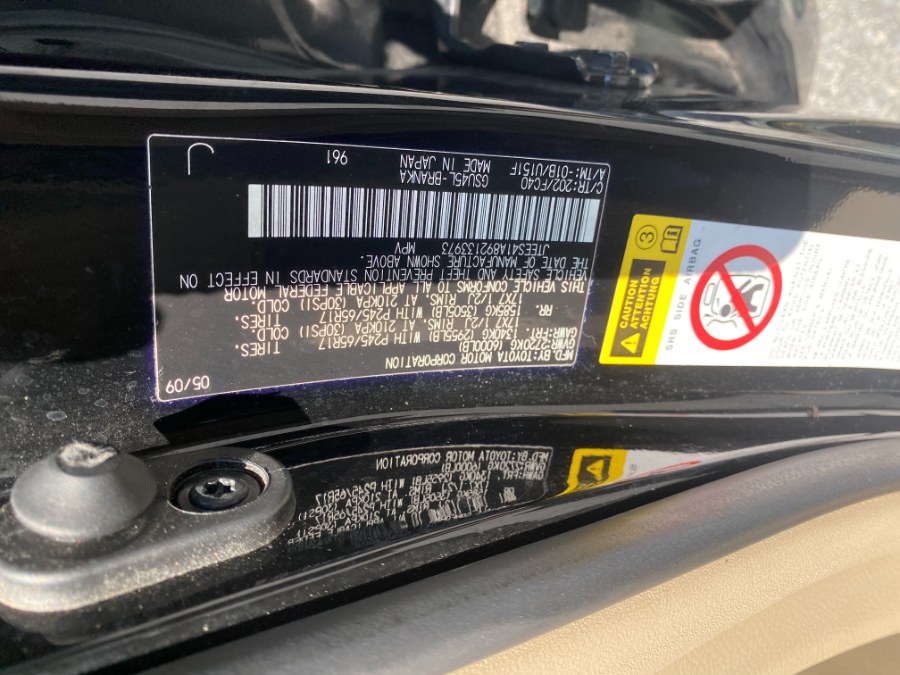 MFD. BY:TOYOTA MOTOR CORPORATION 05/09
GVWR-2720KG (6000LB)
GAWR-FRT. 1340KG (2955LB) WITH P245/65R17 TIRES,
17X7 1/2J RIMS, AT 210KPA (30PSI) COLD.
RR. 1585KG (3505LB) WITH P245/65R17 TIRES,
17X7 1/2J RIMS, AT 210KPA (30PSI) COLD.
THIS VEHICLE CONFORMS TO ALL APPLICABLE FEDERAL MOTOR
VEHICLE SAFETY AND THEFT PREVENTION STANDARDS IN EFFECT ON
THE DATE OF MANUFACTURE SHOWN ABOVE.
JTEES41A892133973 MPV
C/TR:202/FC40 GSU45L-BRANKA 961
A/TM:-01B/U151F MADE IN JAPAN
CAUTION
ATTENTION
ACHTUNG
3
SRS SIDE AIRBAG